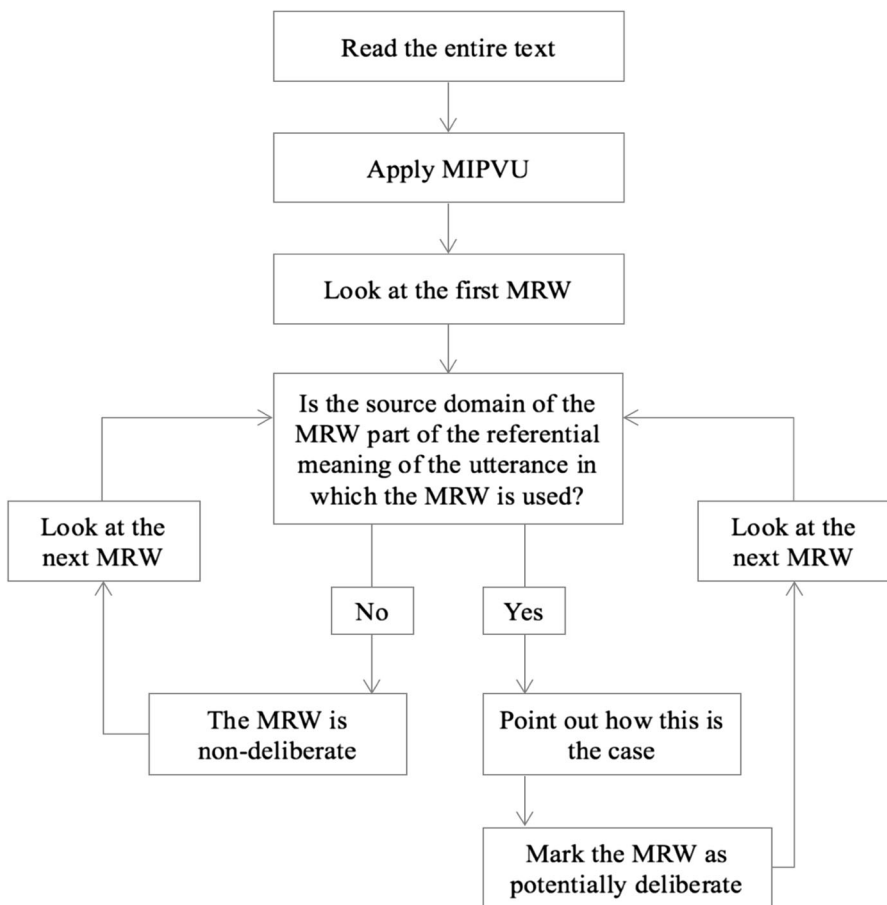 Read the entire text
Apply MIPVU
Look at the first MRW
Is the source domain of the
MRW part of the referential
meaning of the utterance in
which the MRW is used?
Look at the
next MRW
Look at the
next MRW
No
Yes
The MRW is
non-deliberate
Point out how this is
the case
Mark the MRW as
potentially deliberate